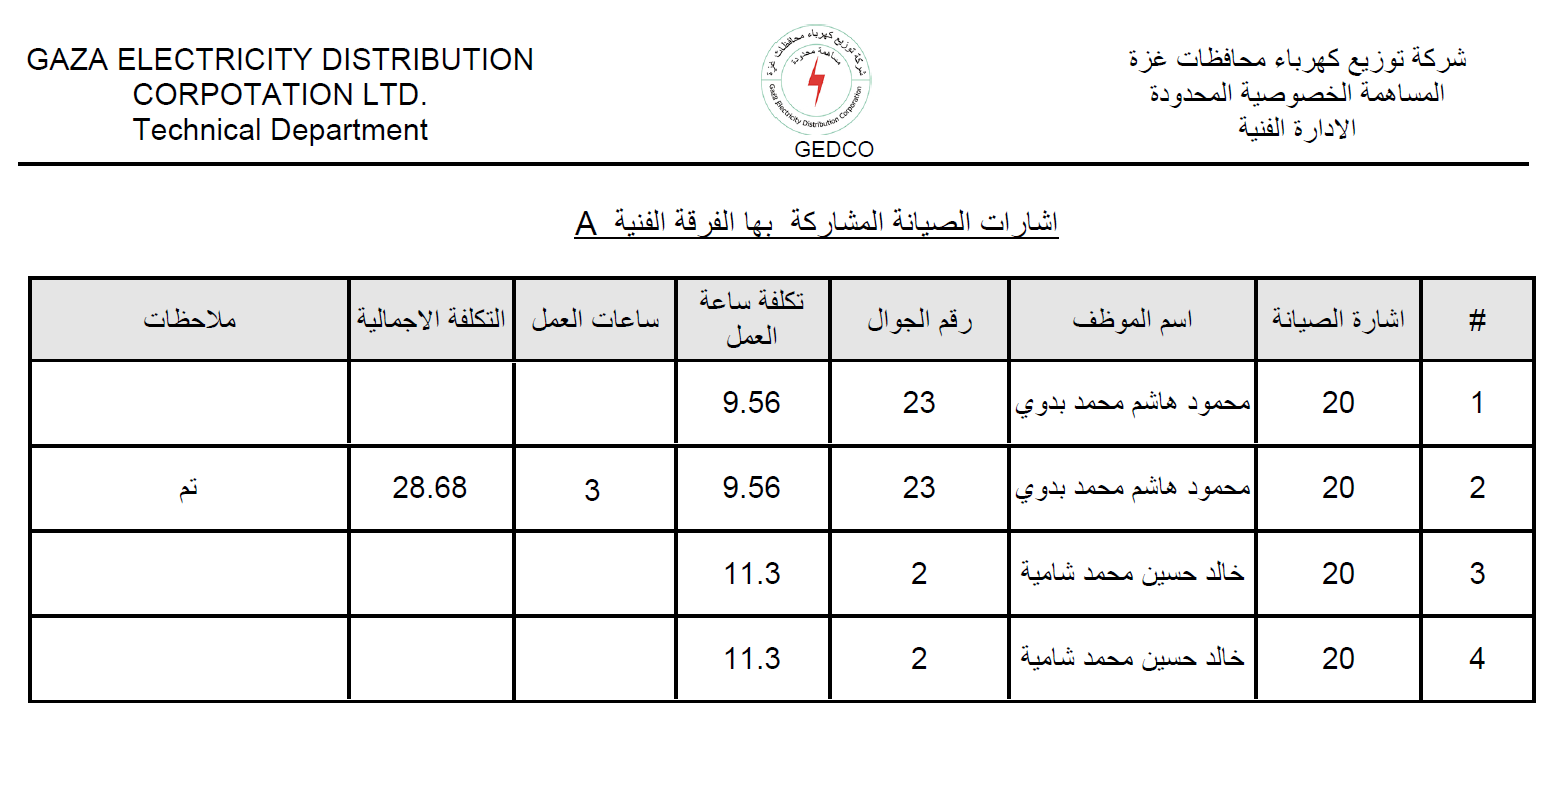 GAZA ELECTRICITY DISTRIBUTION
CORPOTATION LTD.
Technical Department
شركة توزيع كهرباء محافظات غزة
مساهمة محدودة
Gaza Electricity Distribution Corporation
GEDCO
شركة توزيع كهرباء محافظات غزة
المساهمة الخصوصية المحدودة
الادارة الفنية
اشارات الصيانة المشاركة بها الفرقة الفنية A
# اشارة الصيانة اسم الموظف رقم الجوال تكلفة ساعة العمل ساعات العمل التكلفة الاجمالية ملاحظات
1 20 محمود هاشم محمد بدوي 23 9.56
2 20 محمود هاشم محمد بدوي 23 9.56 3 28.68 تم
3 20 خالد حسين محمد شامية 2 11.3
4 20 خالد حسين محمد شامية 2 11.3